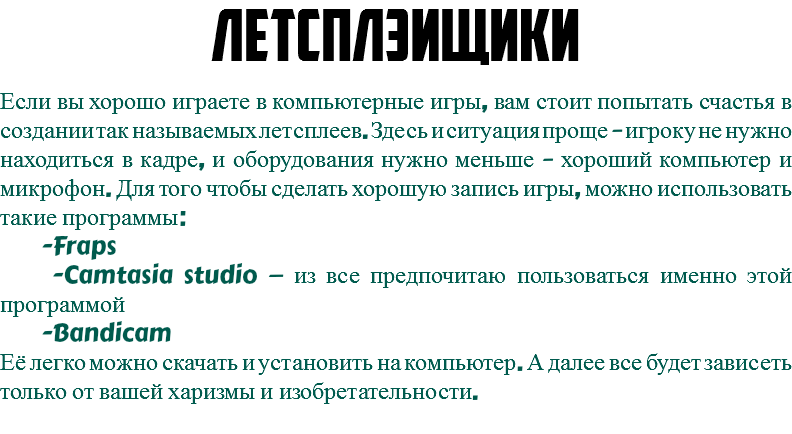 ЛЕТСПЛЭИЩИКИ
Если вы хорошо играете в компьютерные игры, вам стоит попытать счастья в
создании так называемых летсплеев. Здесь и ситуация проще – игроку не нужно
находиться в кадре, и оборудования нужно меньше – хороший компьютер и
микрофон. Для того чтобы сделать хорошую запись игры, можно использовать
такие программы:
-Fraps
-Camtasia studio – из все предпочитаю пользоваться именно этой
программой
-Bandicam
Её легко можно скачать и установить на компьютер. А далее все будет зависеть
только от вашей харизмы и изобретательности.